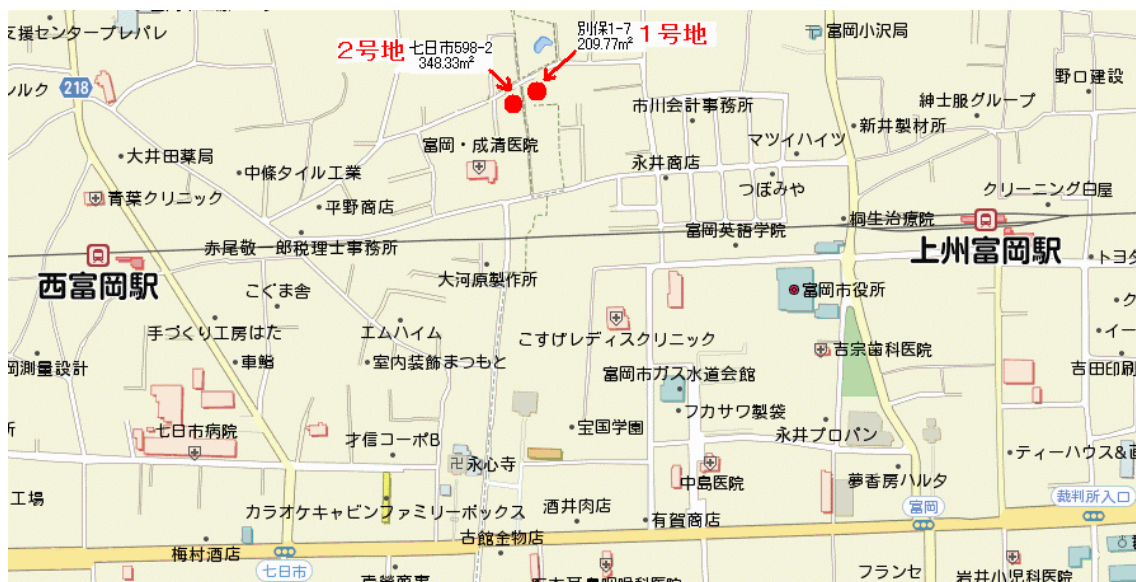 支援センタープレバレ
2号地
七日市598-2
348.33㎡
別保1-7
209.77㎡
1号地
富岡小沢局
野口建設
218
シルク
紳士服グループ
市川会計事務所
新井製材所
マツイハイツ
富岡・成清医院
大井田薬局
中條タイル工業
永井商店
つぼみや
クリーニング白屋
青葉クリニック
平野商店
桐生治療院
富岡英語学院
赤尾敬一郎税理士事務所
上州富岡駅
トヨタ
西富岡駅
大河原製作所
こぐま舎
富岡市役所
ク
手づくり工房はた
エムハイム
こすげレディスクリニック
イー
車鮨
室内装飾まつもと
吉宗歯科医院
岡測量設計
富岡市ガス水道会館
吉田印刷
フカサワ製袋
七日市病院
才信コーポB
宝国学園
永井プロパン
所
永心寺
ティーハウス&
中島医院
夢香房ハルタ
工場
カラオケキャビンファミリーボックス
酒井肉店
有賀商店
富岡
裁判所入口
梅村酒店
古館金物店
七日市
フランセ
岩井小児科医院